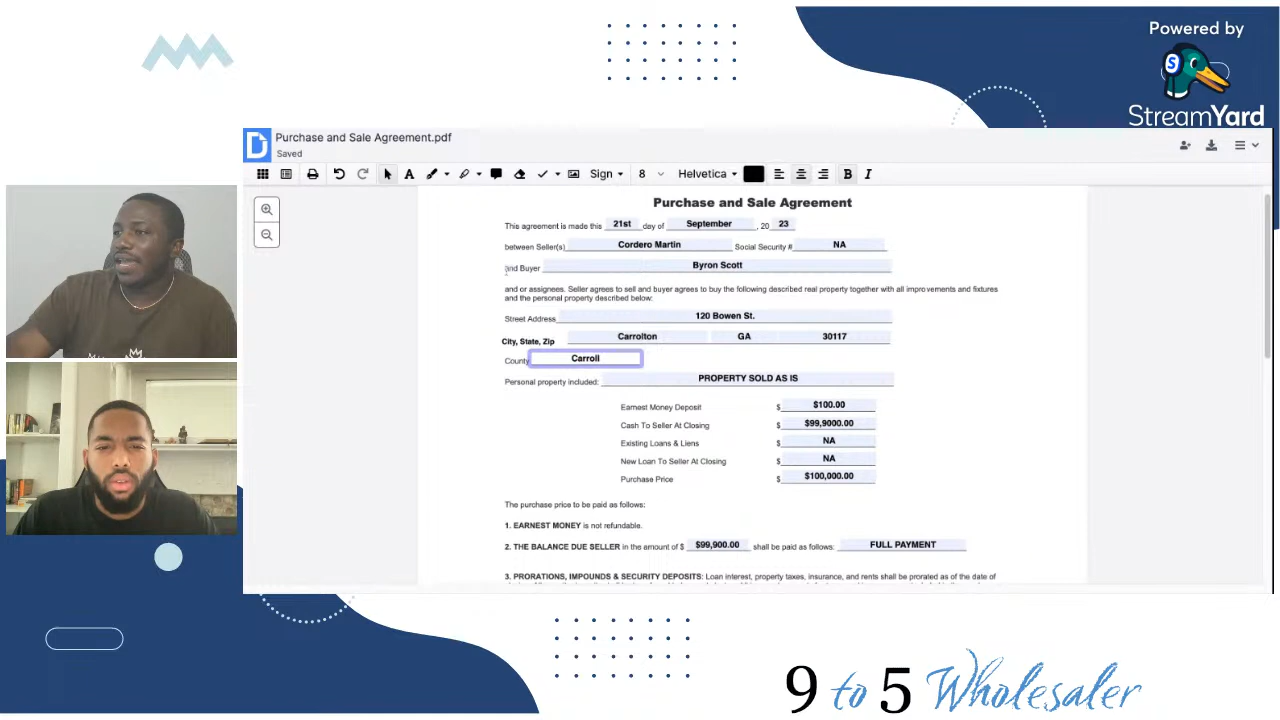 Powered by
S
StreamYard
Purchase and Sale Agreement.pdf
Saved
Sign 8 Helvetica B I
Purchase and Sale Agreement
This agreement is made this 21st day of September , 20 23
between Seller(s) Cordero Martin Social Security # NA
and Buyer Byron Scott
and or assignees. Seller agrees to sell and buyer agrees to buy the following described real property together with all improvements and fixtures
and the personal property described below:
Street Address 120 Bowen St.
City, State, Zip Carrolton GA 30117
County Carroll
Personal property included: PROPERTY SOLD AS IS
Earnest Money Deposit $ $100.00
Cash To Seller At Closing $ $99,9000.00
Existing Loans & Liens $ NA
New Loan To Seller At Closing $ NA
Purchase Price $ $100,000.00
The purchase price to be paid as follows:
1. EARNEST MONEY is not refundable.
2. THE BALANCE DUE SELLER in the amount of $ $99,900.00 shall be paid as follows: FULL PAYMENT
3. PRORATIONS, IMPOUNDS & SECURITY DEPOSITS: Loan interest, property taxes, insurance, and rents shall be prorated as of the date of
9 to 5 Wholesaler